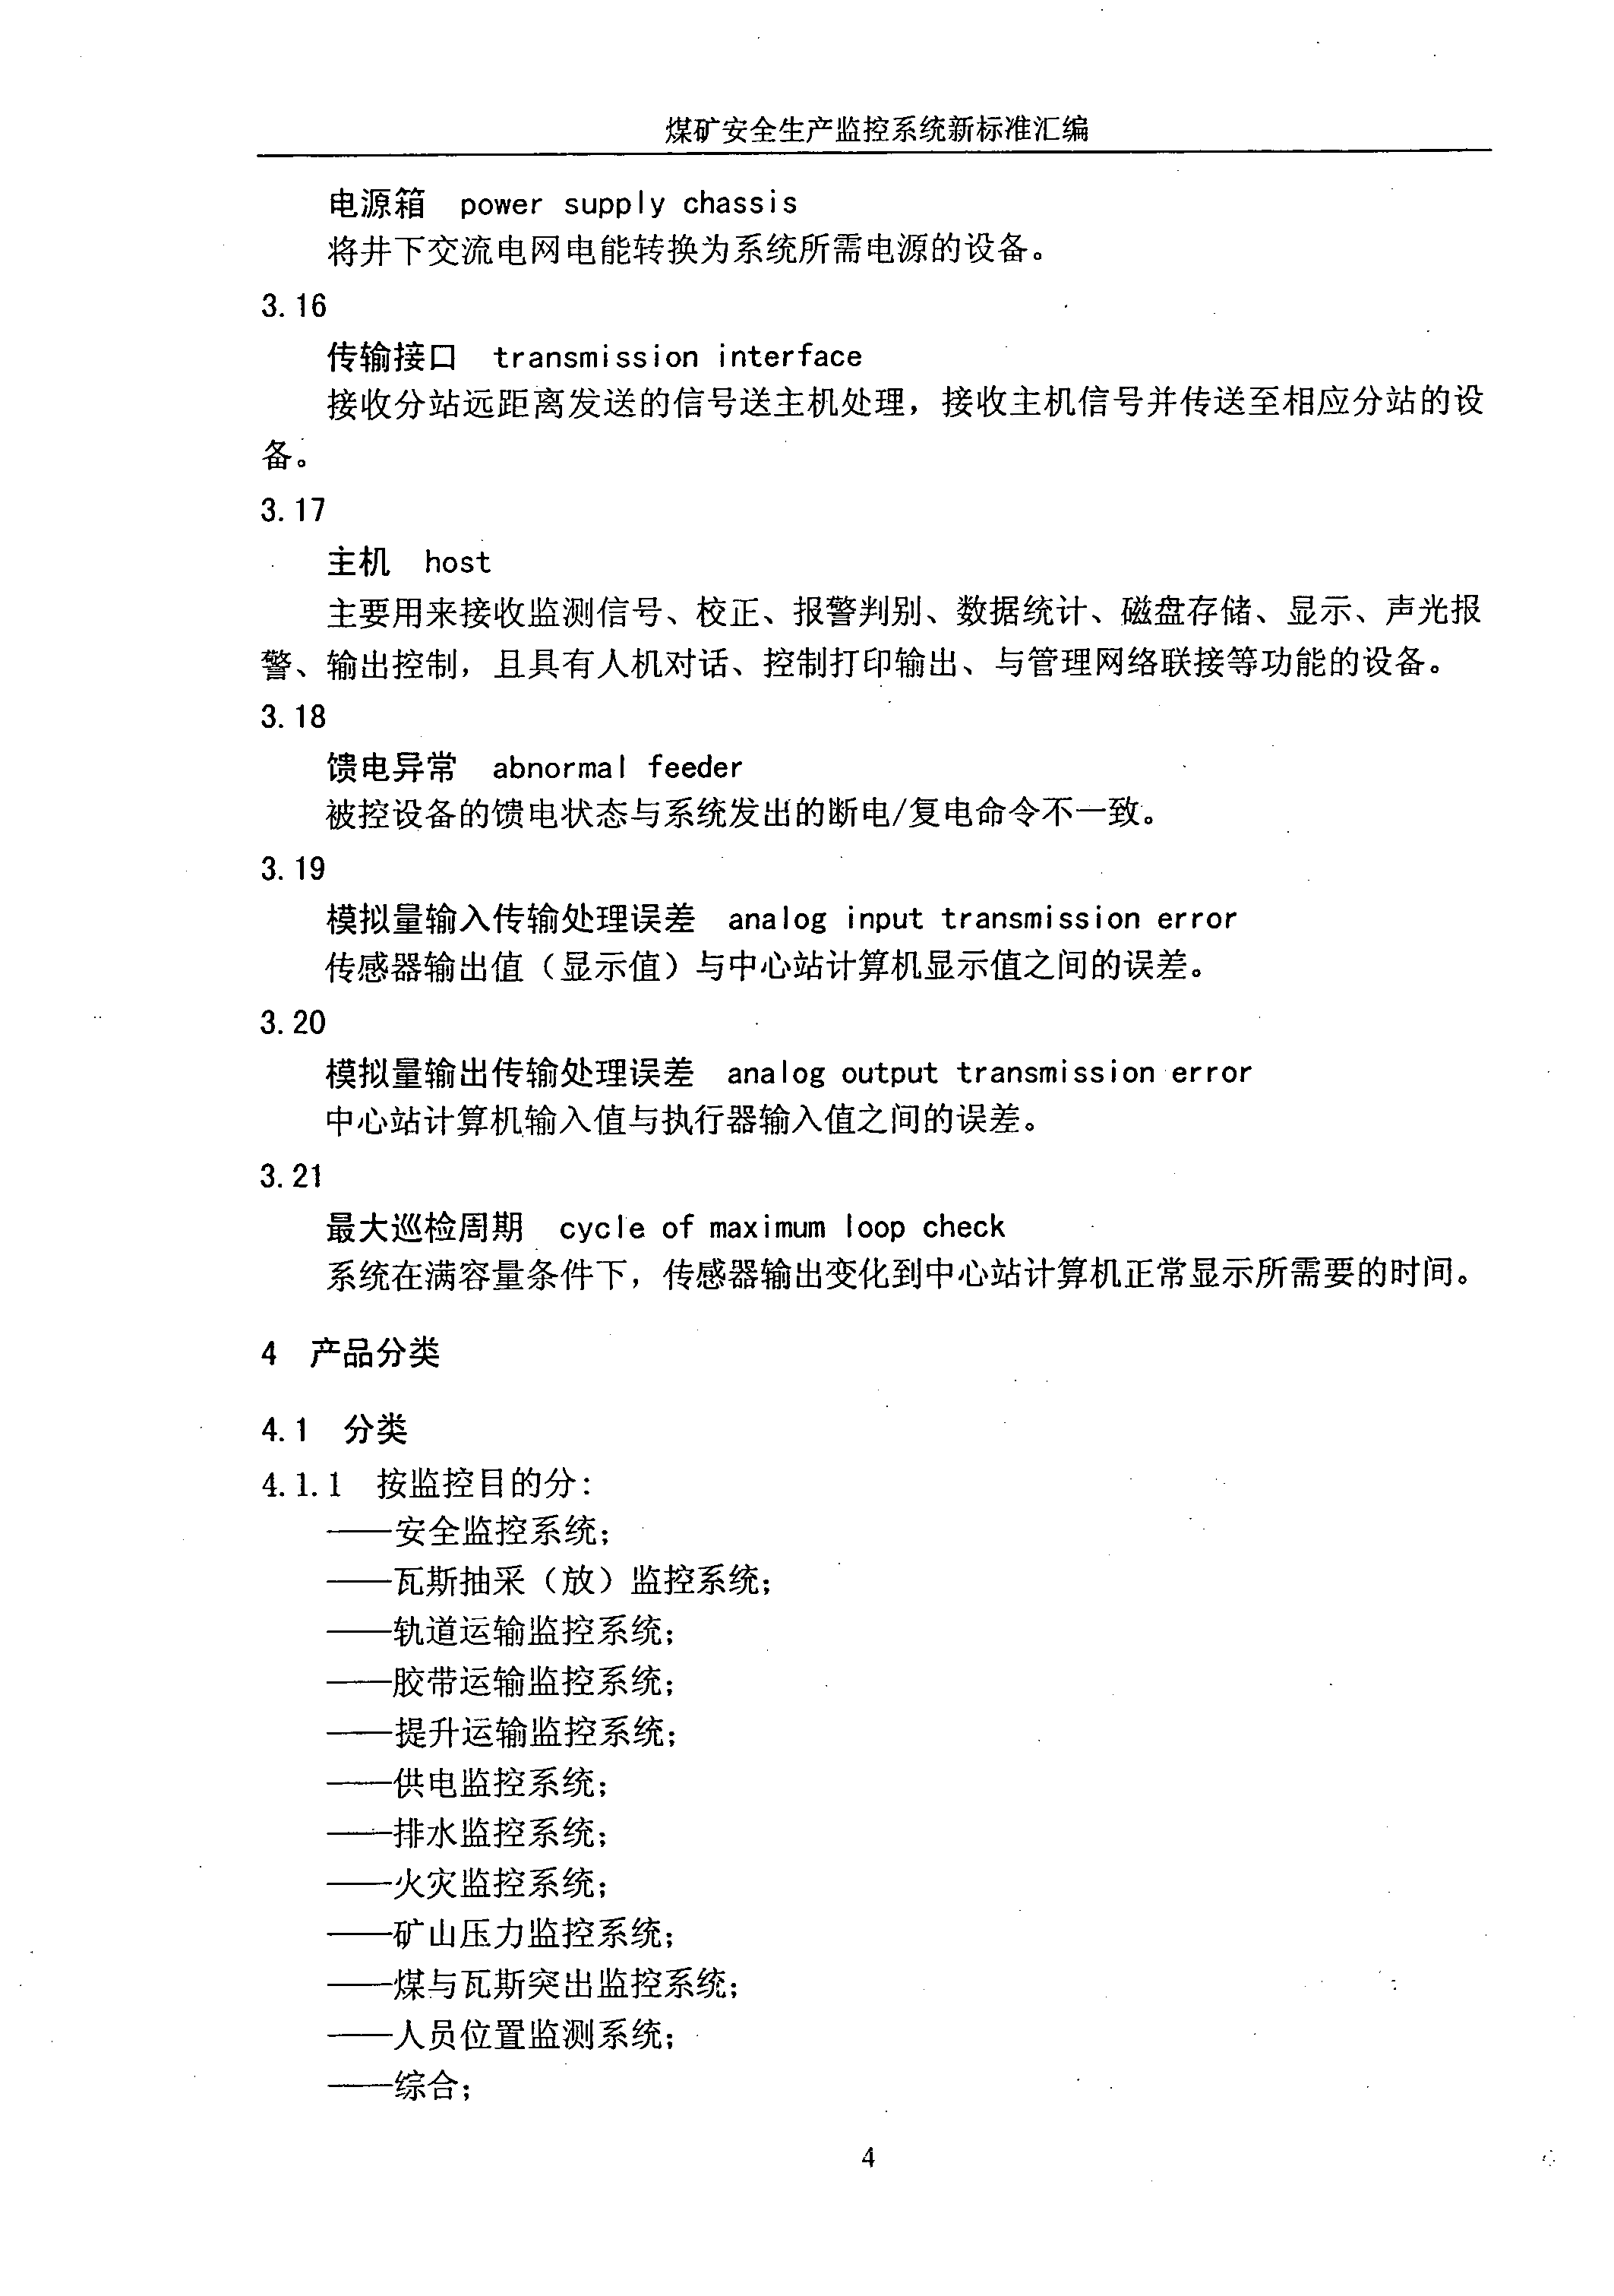 煤矿安全生产监控系统新标准汇编
电源箱 power supply chassis
将井下交流电网电能转换为系统所需电源的设备。
3.16
传输接口 transmission interface
接收分站远距离发送的信号送主机处理，接收主机信号并传送至相应分站的设
备。
3.17
主机 host
主要用来接收监测信号、校正、报警判别、数据统计、磁盘存储、显示、声光报
警、输出控制，且具有人机对话、控制打印输出、与管理网络联接等功能的设备。
3.18
馈电异常 abnormal feeder
被控设备的馈电状态与系统发出的断电/复电命令不一致。
3.19
模拟量输入传输处理误差 analog input transmission error
传感器输出值（显示值）与中心站计算机显示值之间的误差。
3.20
模拟量输出传输处理误差 analog output transmission error
中心站计算机输入值与执行器输入值之间的误差。
3.21
最大巡检周期 cycle of maximum loop check
系统在满容量条件下，传感器输出变化到中心站计算机正常显示所需要的时间。
4 产品分类
4.1 分类
4.1.1 按监控目的分：
——安全监控系统；
——瓦斯抽采（放）监控系统；
——轨道运输监控系统；
——胶带运输监控系统；
——提升运输监控系统；
——供电监控系统；
——排水监控系统；
——火灾监控系统；
——矿山压力监控系统；
——煤与瓦斯突出监控系统；
——人员位置监测系统；
——综合；
4